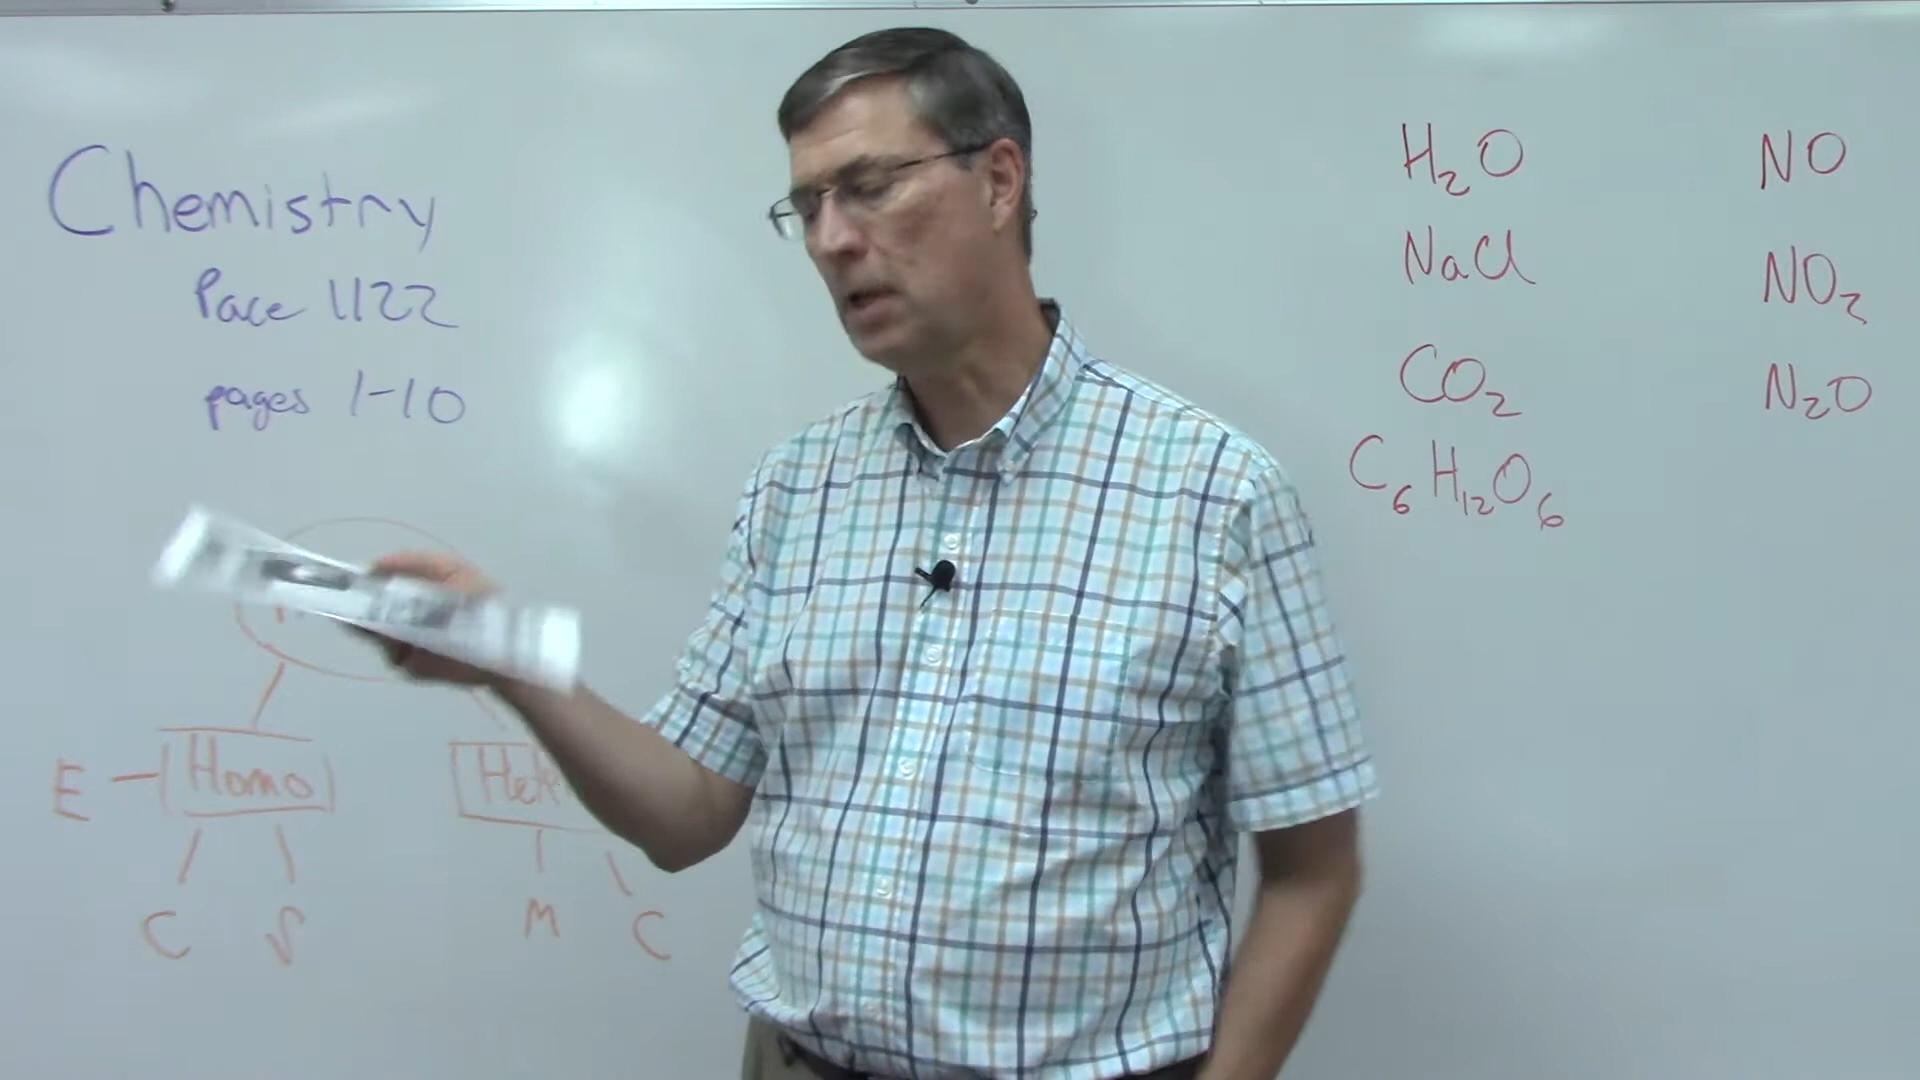 Chemistry
Pace 1122
pages 1-10
E
Homo
C
S
M
C
H₂O
NaCl
CO₂
C₆H₁₂O₆
NO
NO₂
N₂O